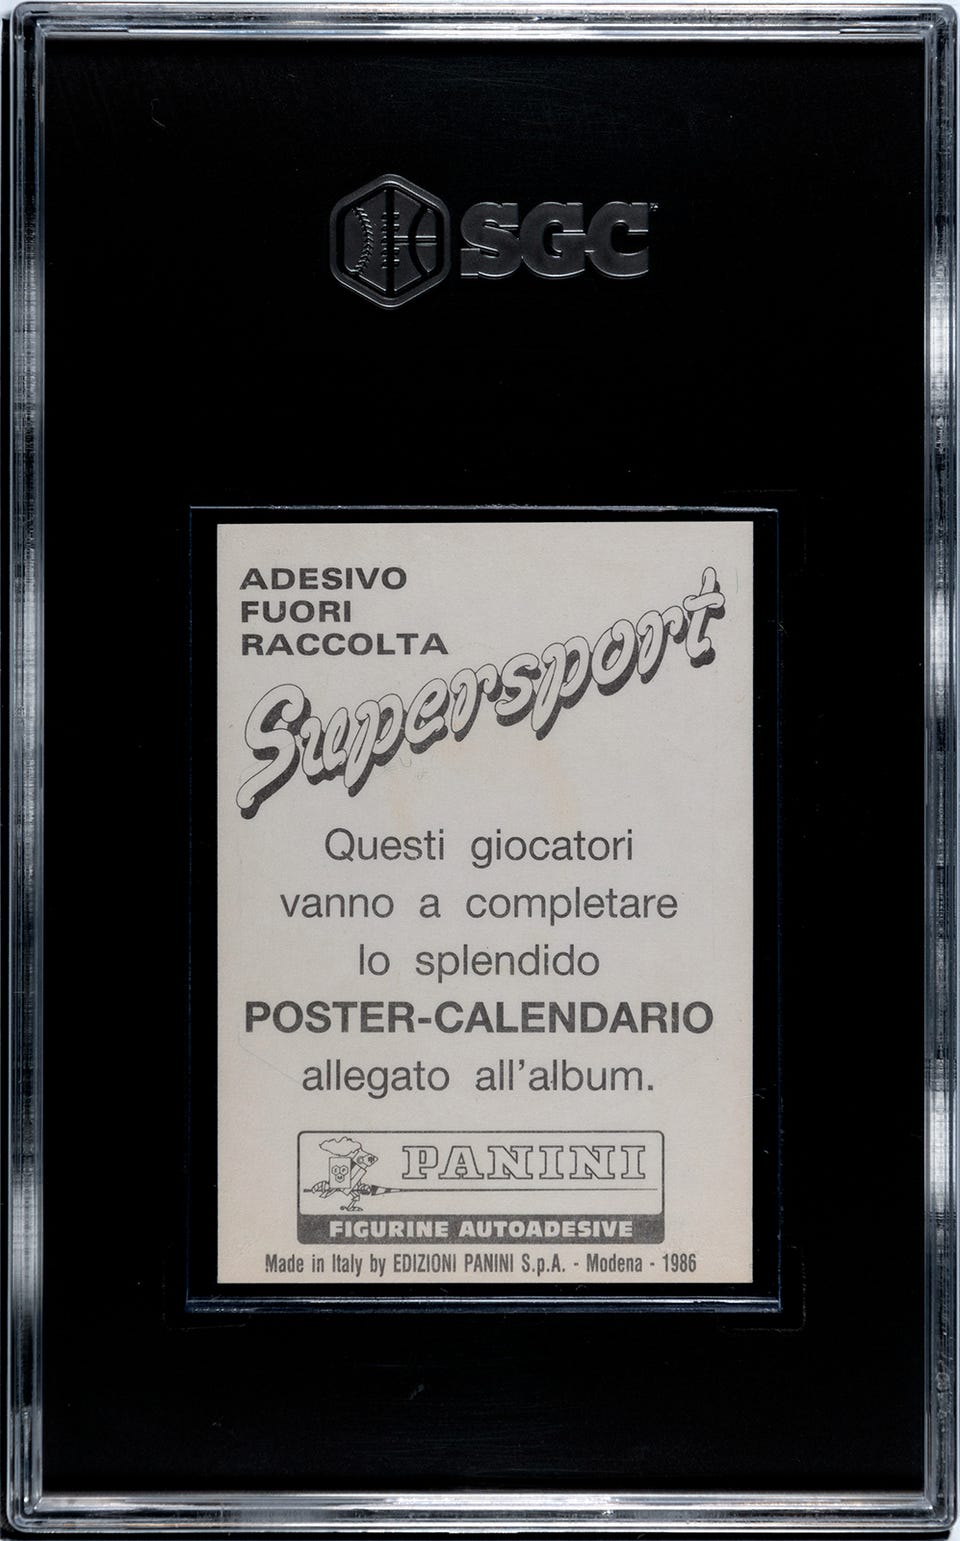 SGC
ADESIVO
FUORI
RACCOLTA
Supersport
Questi giocatori
vanno a completare
lo splendido
POSTER-CALENDARIO
allegato all'album.
PANINI
FIGURINE AUTOADESIVE
Made in Italy by EDIZIONI PANINI S.p.A. - Modena - 1986